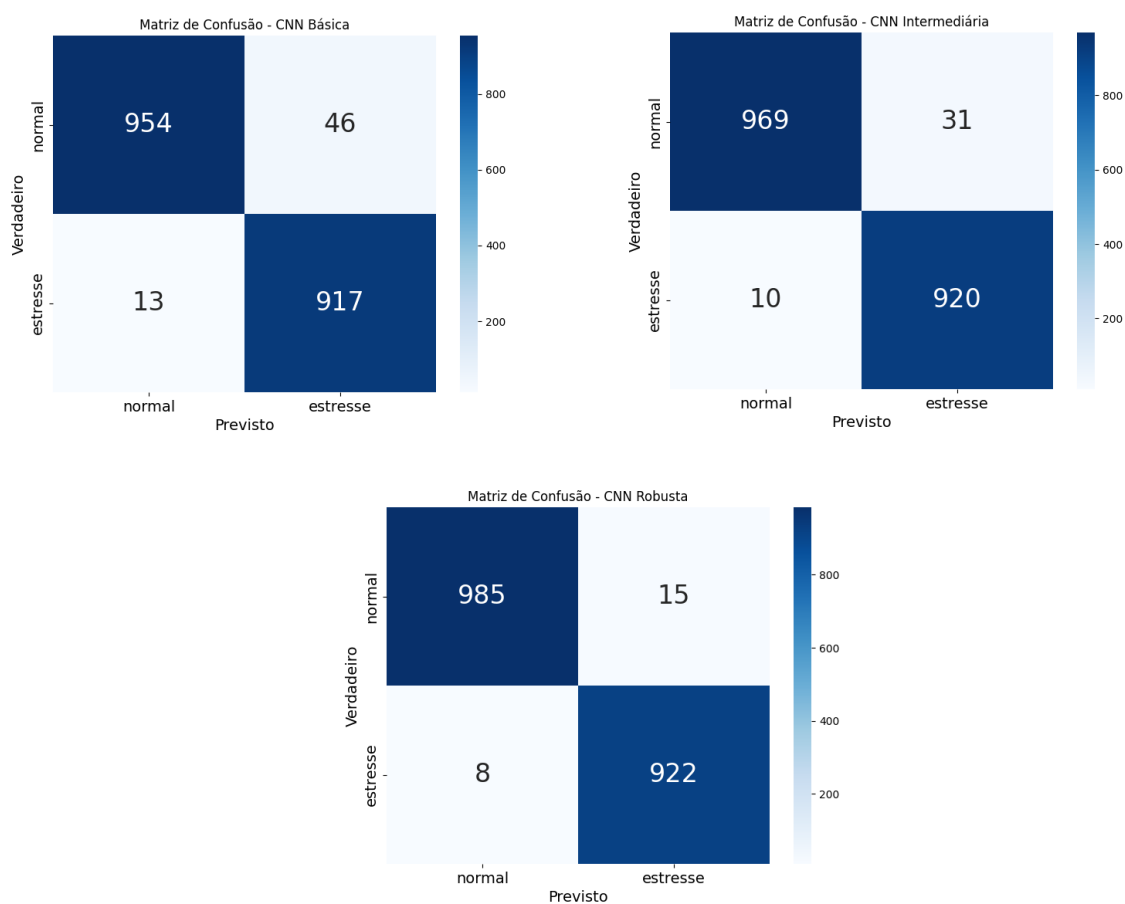 Matriz de Confusão - CNN Básica
954 46
13 917
normal
estresse
Verdadeiro
normal estresse
Previsto
800
600
400
200
Matriz de Confusão - CNN Intermediária
969 31
10 920
normal
estresse
Verdadeiro
normal estresse
Previsto
800
600
400
200
Matriz de Confusão - CNN Robusta
985 15
8 922
normal
estresse
Verdadeiro
normal estresse
Previsto
800
600
400
200